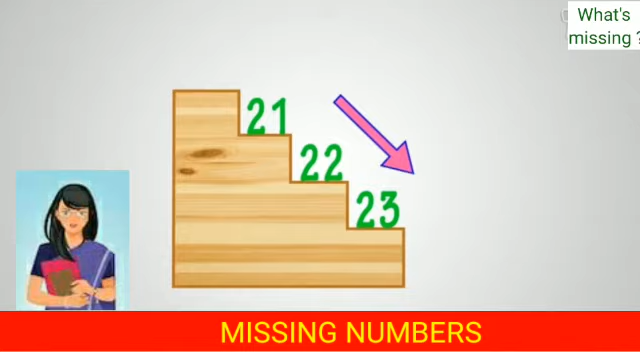 What's
missing ?
21
22
23
MISSING NUMBERS